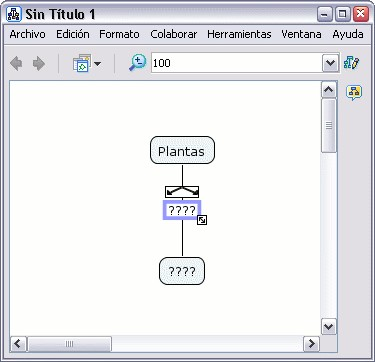 Sin Título 1
Archivo Edición Formato Colaborar Herramientas Ventana Ayuda
100
Plantas
????
????